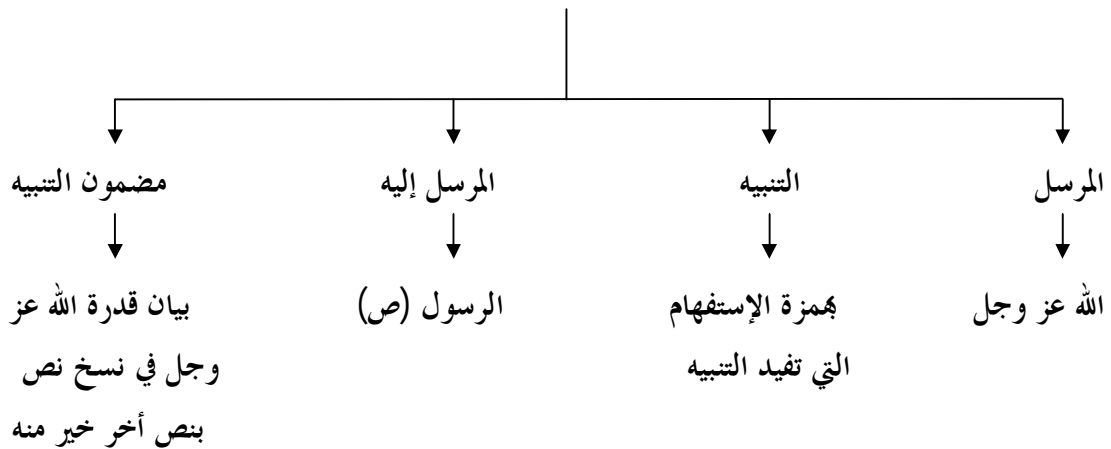 المرسل
التنبيه
المرسل إليه
مضمون التنبيه
الله عز وجل
بهمزة الإستفهام
التي تفيد التنبيه
الرسول (ص)
بيان قدرة الله عز
وجل في نسخ نص
بنص أخر خير منه